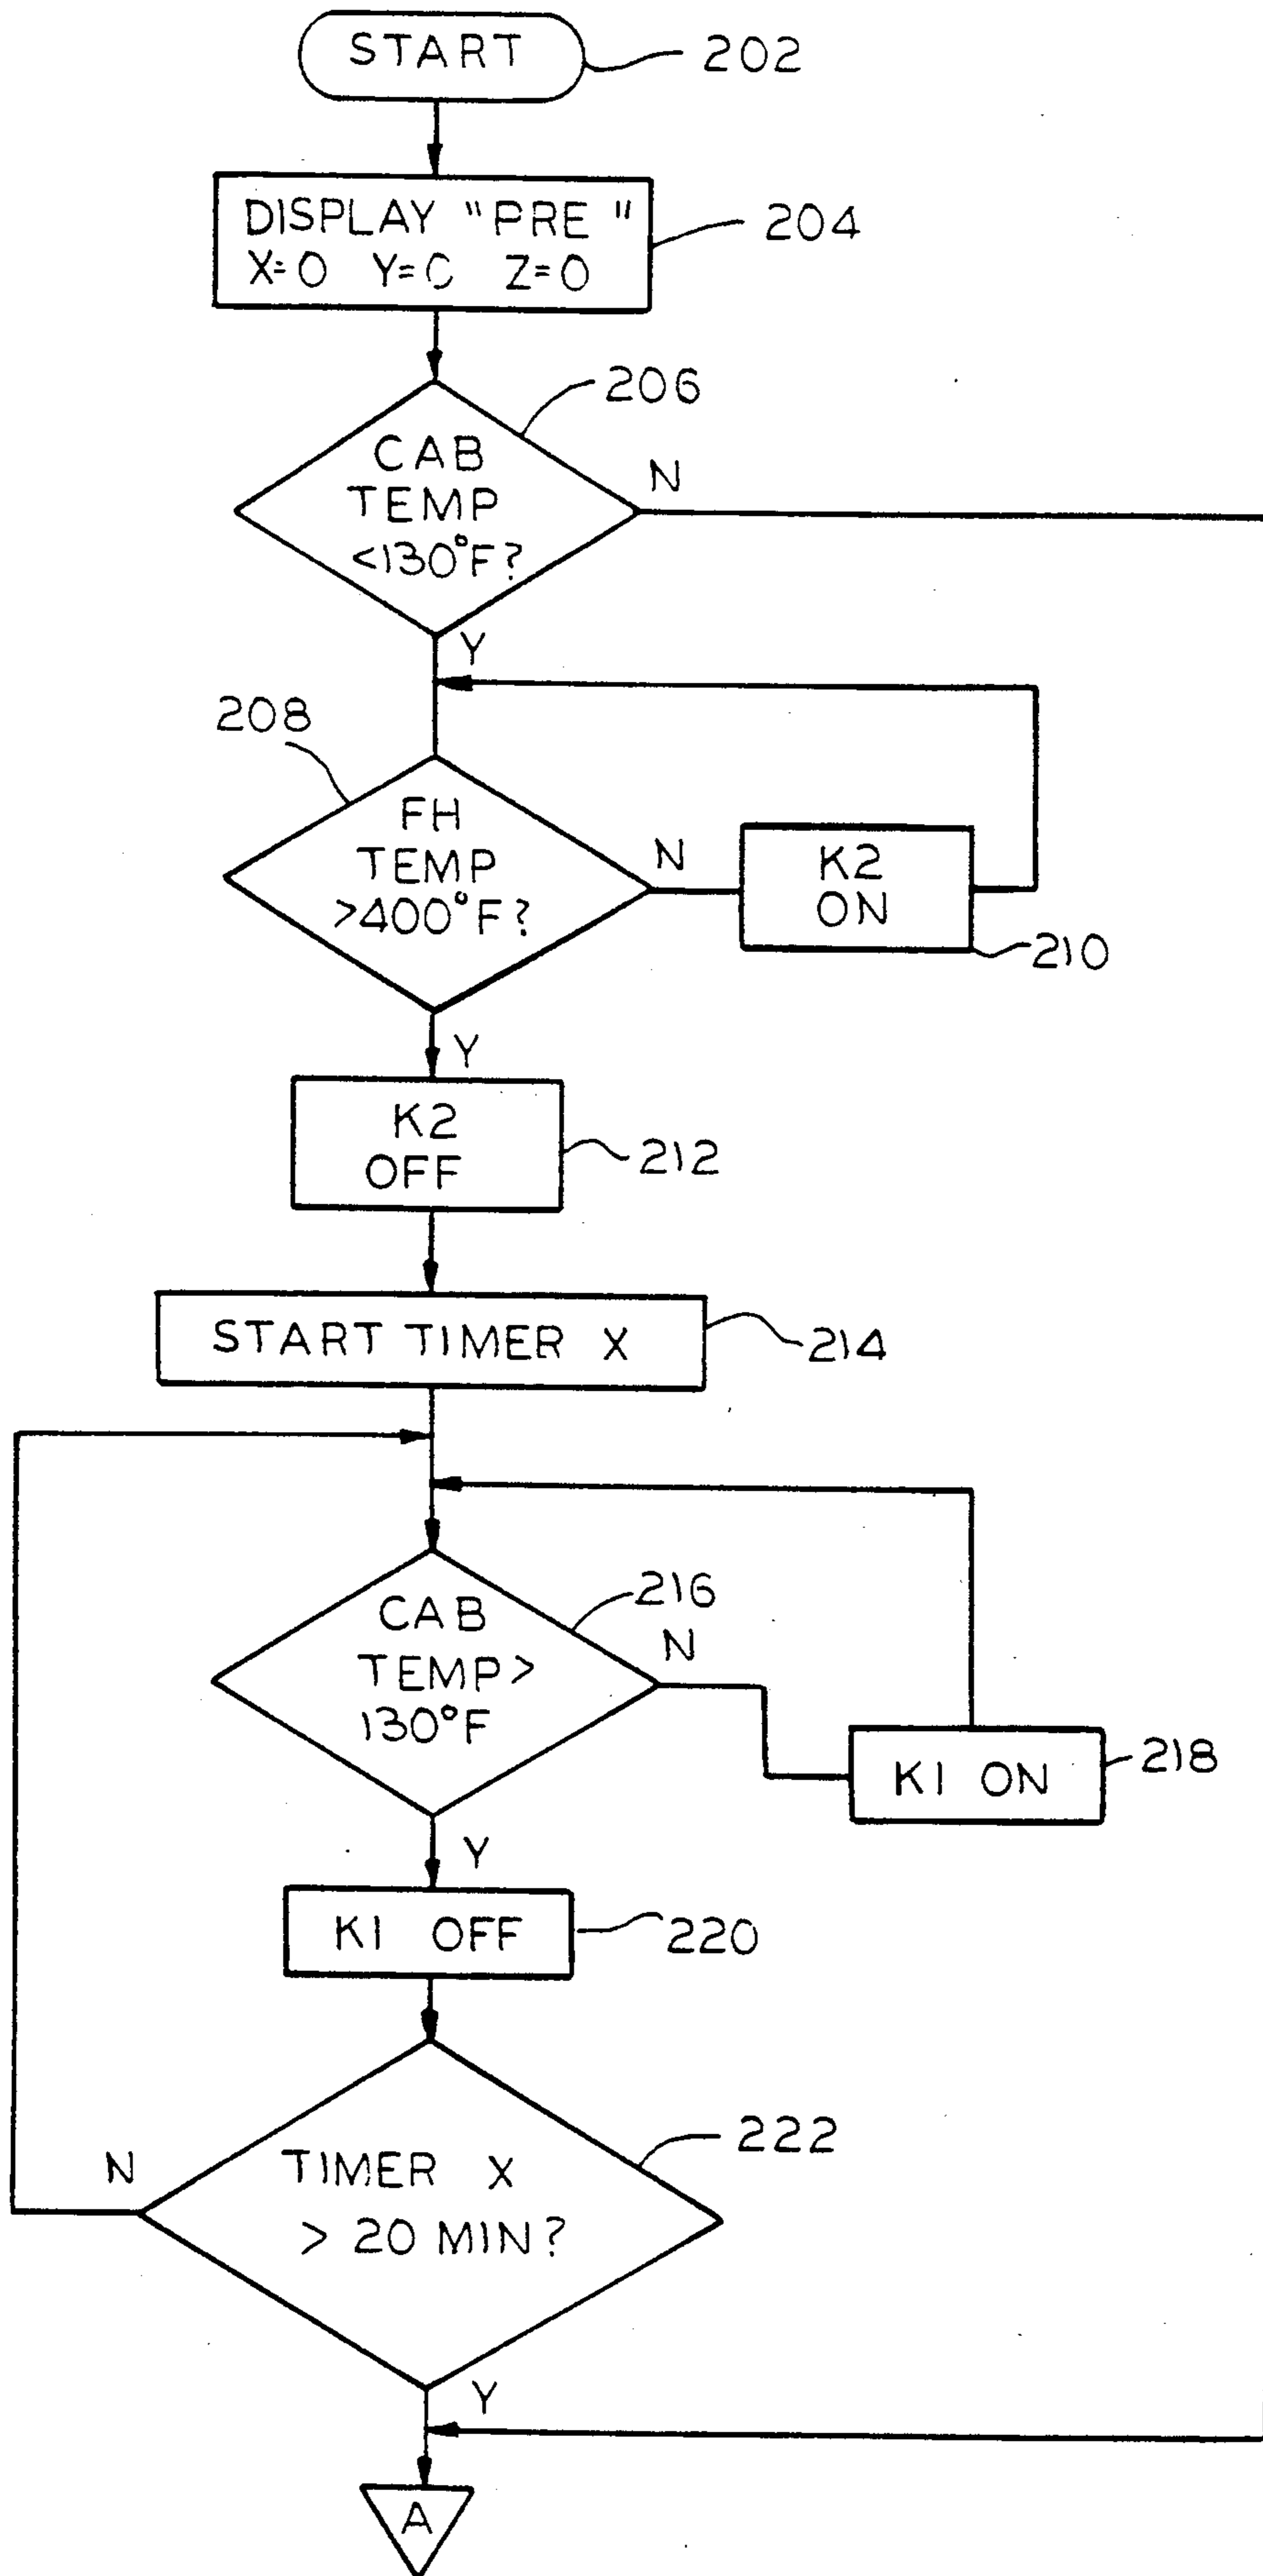 START
202
DISPLAY "PRE "
X=0 Y=0 Z=0
204
206
CAB
TEMP
<130°F?
N
Y
208
FH
TEMP
>400°F?
N
K2
ON
210
Y
K2
OFF
212
START TIMER X
214
216
CAB
TEMP>
130°F
N
K1 ON
218
Y
K1 OFF
220
222
TIMER X
> 20 MIN?
N
Y
A